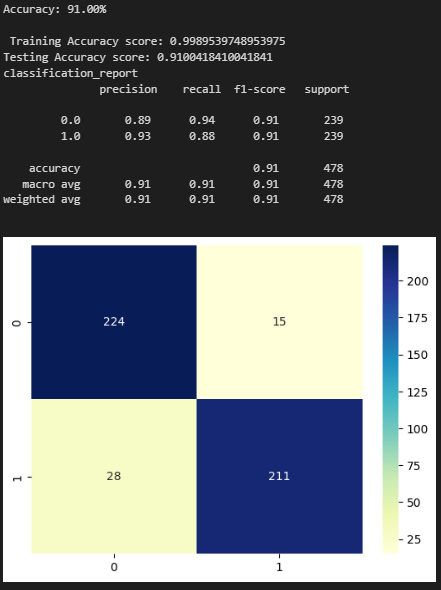 Accuracy: 91.00%
Training Accuracy score: 0.9989539748953975
Testing Accuracy score: 0.9100418410041841
classification_report
precision recall f1-score support
0.0 0.89 0.94 0.91 239
1.0 0.93 0.88 0.91 239
accuracy 0.91 478
macro avg 0.91 0.91 0.91 478
weighted avg 0.91 0.91 0.91 478
200
0 224 15
175
150
125
100
75
1 28 211
50
25
0 1